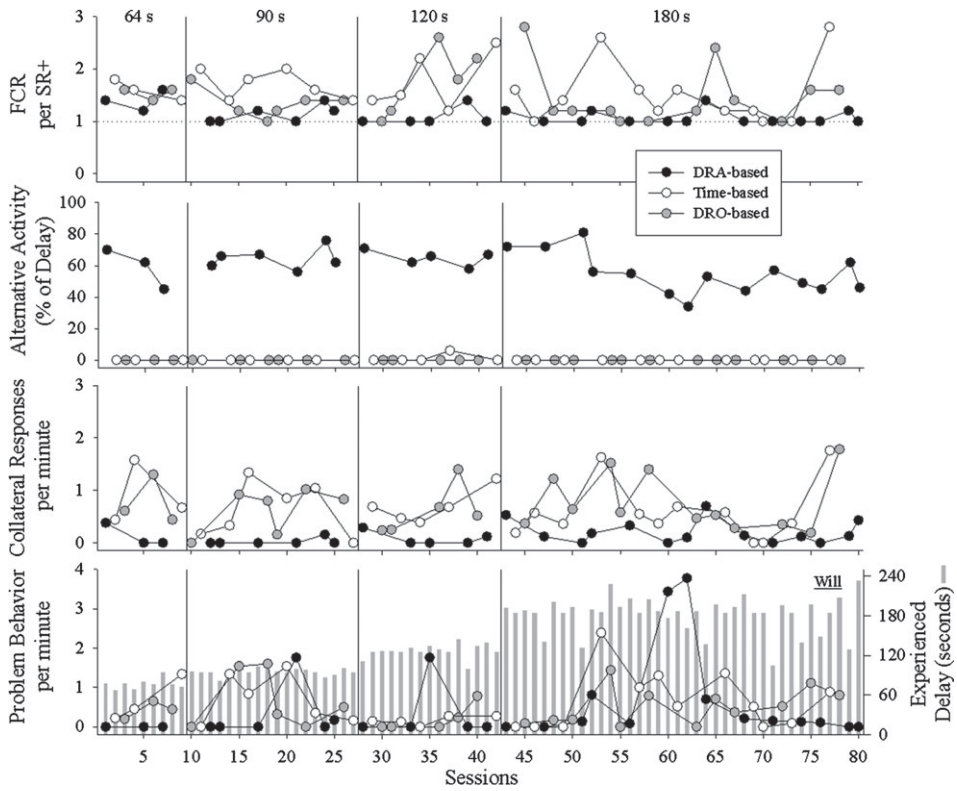 64 s 90 s 120 s 180 s
FCR
per SR+
3
2
1
0
DRA-based
Time-based
DRO-based
Alternative Activity
(% of Delay)
100
80
60
40
20
0
Collateral Responses
per minute
3
2
1
0
Problem Behavior
per minute
4
3
2
1
0
Will
240
180
120
60
0
Experienced
Delay (seconds)
5 10 15 20 25 30 35 40 45 50 55 60 65 70 75 80
Sessions